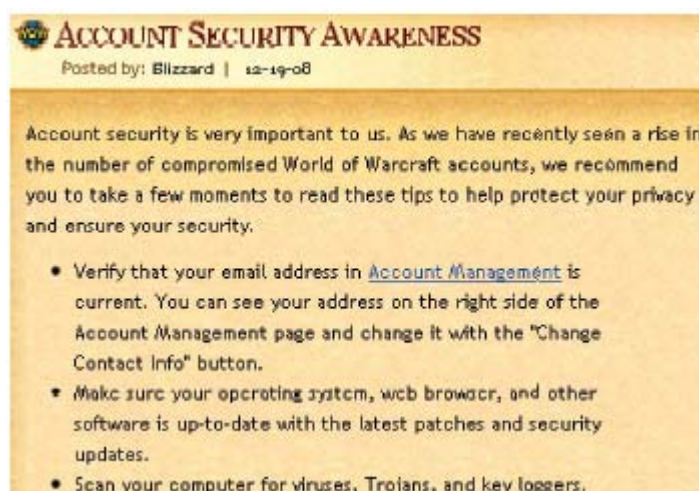 ACCOUNT SECURITY AWARENESS
Posted by: Blizzard | 12-19-08
Account security is very important to us. As we have recently seen a rise in
the number of compromised World of Warcraft accounts, we recommend
you to take a few moments to read these tips to help protect your privacy
and ensure your security.
• Verify that your email address in Account Management is
current. You can see your address on the right side of the
Account Management page and change it with the "Change
Contact Info" button.
• Make sure your operating system, web browser, and other
software is up-to-date with the latest patches and security
updates.
• Scan your computer for viruses, Trojans, and key loggers.